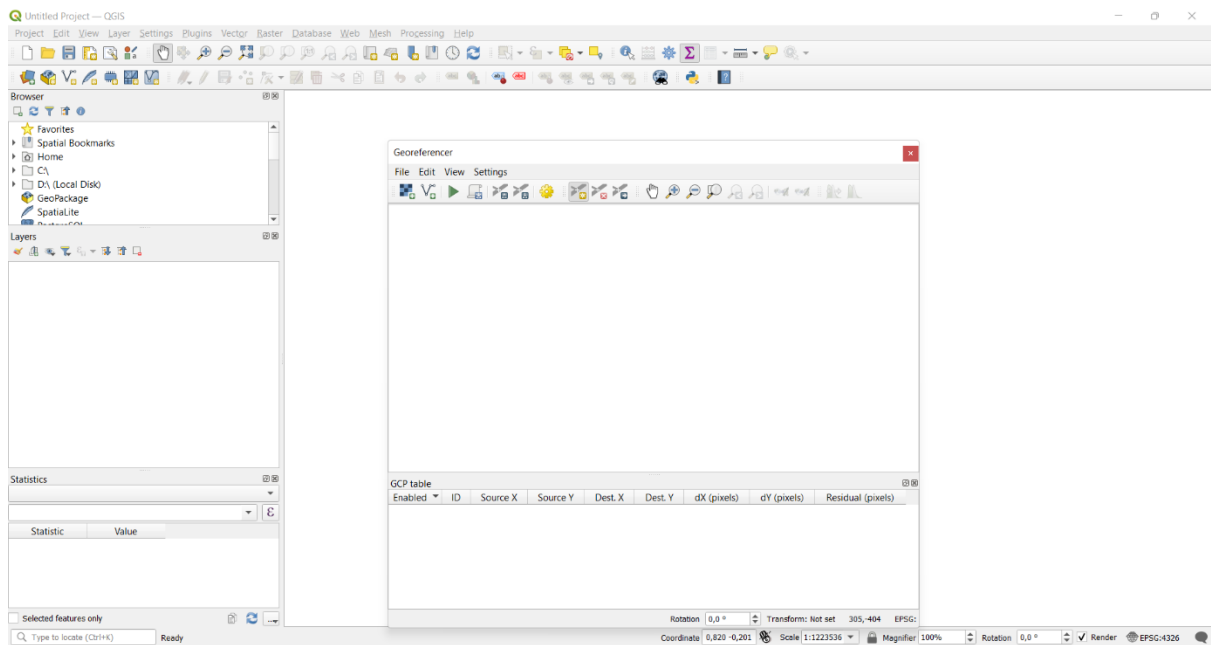 Untitled Project — QGIS
Project Edit View Layer Settings Plugins Vector Raster Database Web Mesh Processing Help
Browser
Favorites
Spatial Bookmarks
Home
C:\
D:\ (Local Disk)
GeoPackage
SpatiaLite
Layers
Statistics
Statistic Value
Selected features only
Georeferencer
File Edit View Settings
GCP table
Enabled ID Source X Source Y Dest. X Dest. Y dX (pixels) dY (pixels) Residual (pixels)
Rotation 0,0 ° Transform: Not set 305,-404 EPSG:
Type to locate (Ctrl+K) Ready Coordinate 0,820 -0,201 Scale 1:1223536 Magnifier 100% Rotation 0,0 ° Render EPSG:4326